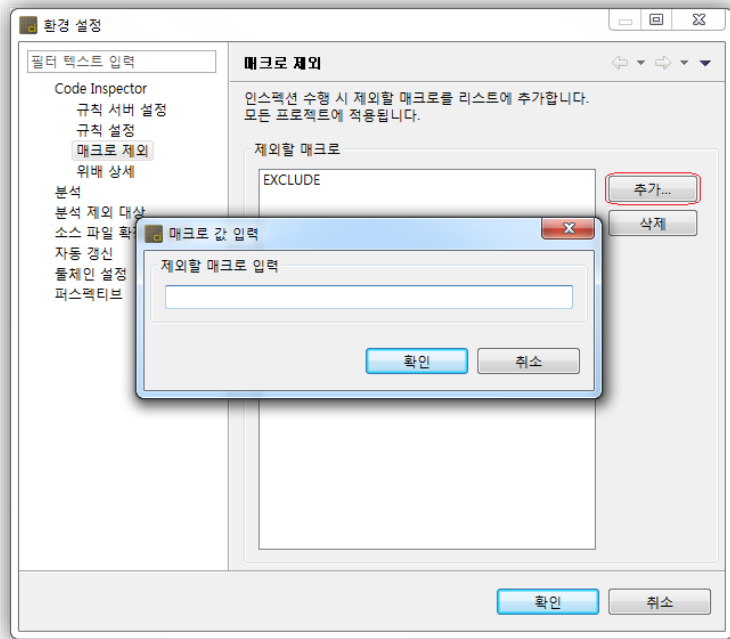 환경 설정
필터 텍스트 입력
Code Inspector
규칙 서버 설정
규칙 설정
매크로 제외
위배 상세
분석
분석 제외 대상
소스 파일
자동 갱신
툴체인 설정
퍼스펙티브
매크로 제외
인스펙션 수행 시 제외할 매크로를 리스트에 추가합니다.
모든 프로젝트에 적용됩니다.
제외할 매크로
EXCLUDE
추가...
삭제
매크로 값 입력
제외할 매크로 입력
확인
취소
확인
취소